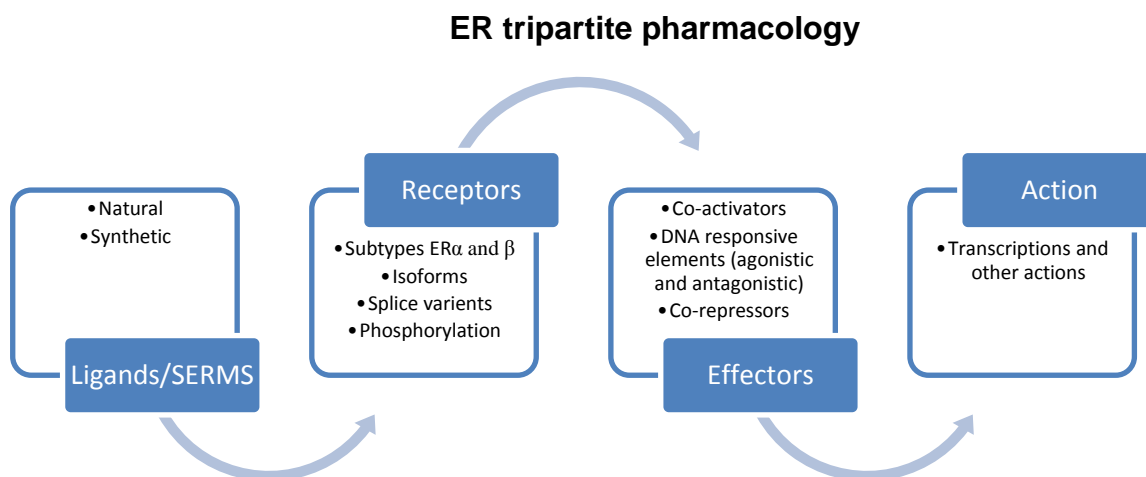 ER tripartite pharmacology
•Natural
•Synthetic
Ligands/SERMS
Receptors
•Subtypes ERα and β
•Isoforms
•Splice varients
•Phosphorylation
•Co-activators
•DNA responsive
elements (agonistic
and antagonistic)
•Co-repressors
Effectors
Action
•Transcriptions and
other actions